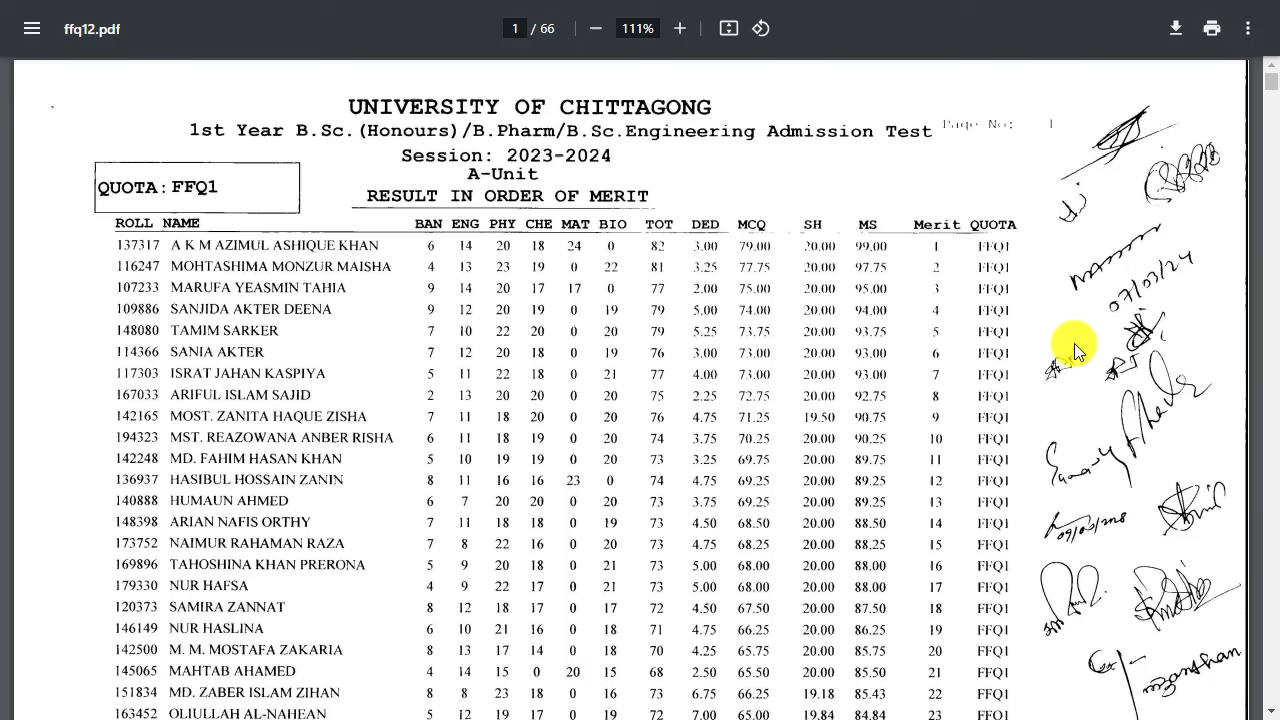 ffq12.pdf
1 / 66
111%
UNIVERSITY OF CHITTAGONG
1st Year B.Sc.(Honours)/B.Pharm/B.Sc.Engineering Admission Test
Page No: 1
Session: 2023-2024
A-Unit
QUOTA: FFQ1
RESULT IN ORDER OF MERIT
ROLL NAME BAN ENG PHY CHE MAT BIO TOT DED MCQ SH MS Merit QUOTA
137317 A K M AZIMUL ASHIQUE KHAN 6 14 20 18 24 0 82 3.00 79.00 20.00 99.00 1 FFQ1
116247 MOHTASHIMA MONZUR MAISHA 4 13 23 19 0 22 81 3.25 77.75 20.00 97.75 2 FFQ1
107233 MARUFA YEASMIN TAHIA 9 14 20 17 17 0 77 2.00 75.00 20.00 95.00 3 FFQ1
109886 SANJIDA AKTER DEENA 9 12 20 19 0 19 79 5.00 74.00 20.00 94.00 4 FFQ1
07/03/24
148080 TAMIM SARKER 7 10 22 20 0 20 79 5.25 73.75 20.00 93.75 5 FFQ1
114366 SANIA AKTER 7 12 20 18 0 19 76 3.00 73.00 20.00 93.00 6 FFQ1
117303 ISRAT JAHAN KASPIYA 5 11 22 18 0 21 77 4.00 73.00 20.00 93.00 7 FFQ1
167033 ARIFUL ISLAM SAJID 2 13 20 20 0 20 75 2.25 72.75 20.00 92.75 8 FFQ1
142165 MOST. ZANITA HAQUE ZISHA 7 11 18 20 0 20 76 4.75 71.25 19.50 90.75 9 FFQ1
194323 MST. REAZOWANA ANBER RISHA 6 11 18 19 0 20 74 3.75 70.25 20.00 90.25 10 FFQ1
142248 MD. FAHIM HASAN KHAN 5 10 19 19 0 20 73 3.25 69.75 20.00 89.75 11 FFQ1
136937 HASIBUL HOSSAIN ZANIN 8 11 16 16 23 0 74 4.75 69.25 20.00 89.25 12 FFQ1
140888 HUMAUN AHMED 6 7 20 20 0 20 73 3.75 69.25 20.00 89.25 13 FFQ1
148398 ARIAN NAFIS ORTHY 7 11 18 18 0 19 73 4.50 68.50 20.00 88.50 14 FFQ1
173752 NAIMUR RAHAMAN RAZA 7 8 22 16 0 20 73 4.75 68.25 20.00 88.25 15 FFQ1
169896 TAHOSHINA KHAN PRERONA 5 9 20 18 0 21 73 5.00 68.00 20.00 88.00 16 FFQ1
179330 NUR HAFSA 4 9 22 17 0 21 73 5.00 68.00 20.00 88.00 17 FFQ1
120373 SAMIRA ZANNAT 8 12 18 17 0 17 72 4.50 67.50 20.00 87.50 18 FFQ1
146149 NUR HASLINA 6 10 21 16 0 18 71 4.75 66.25 20.00 86.25 19 FFQ1
142500 M. M. MOSTAFA ZAKARIA 8 13 17 14 0 18 70 4.25 65.75 20.00 85.75 20 FFQ1
145065 MAHTAB AHAMED 4 14 15 0 20 15 68 2.50 65.50 20.00 85.50 21 FFQ1
151834 MD. ZABER ISLAM ZIHAN 8 8 23 18 0 16 73 6.75 66.25 19.18 85.43 22 FFQ1
163452 OLIULLAH AL-NAHEAN 5 12 19 17 0 19 72 7.00 65.00 19.84 84.84 23 FFQ1